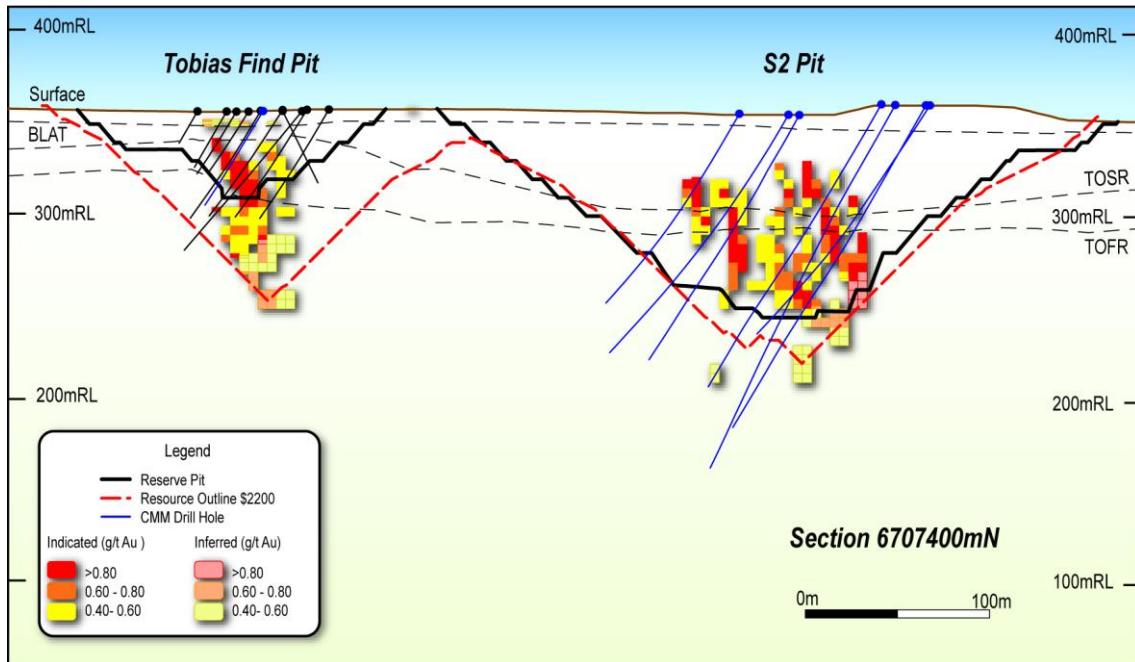 400mRL
400mRL
Tobias Find Pit
S2 Pit
Surface
BLAT
TOSR
300mRL
300mRL
TOFR
200mRL
200mRL
Legend
Reserve Pit
Resource Outline $2200
CMM Drill Hole
Indicated (g/t Au )
Inferred (g/t Au)
>0.80
>0.80
0.60 - 0.80
0.60 - 0.80
0.40- 0.60
0.40- 0.60
Section 6707400mN
100mRL
0m
100m